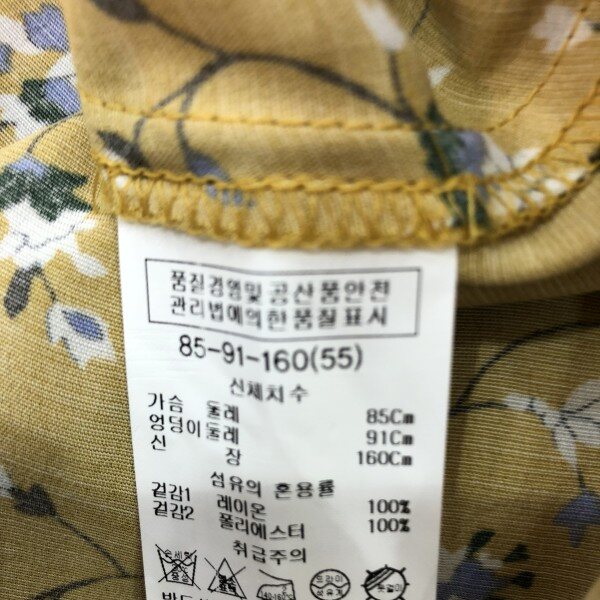 품질경영및 공산품안전
관리법에의한품질표시
85-91-160(55)
신체치수
가슴 둘레 85Cm
엉덩이둘레 91Cm
신 장 160Cm
섬유의 혼용률
겉감1 레이온 100%
겉감2 폴리에스터 100%
취급주의